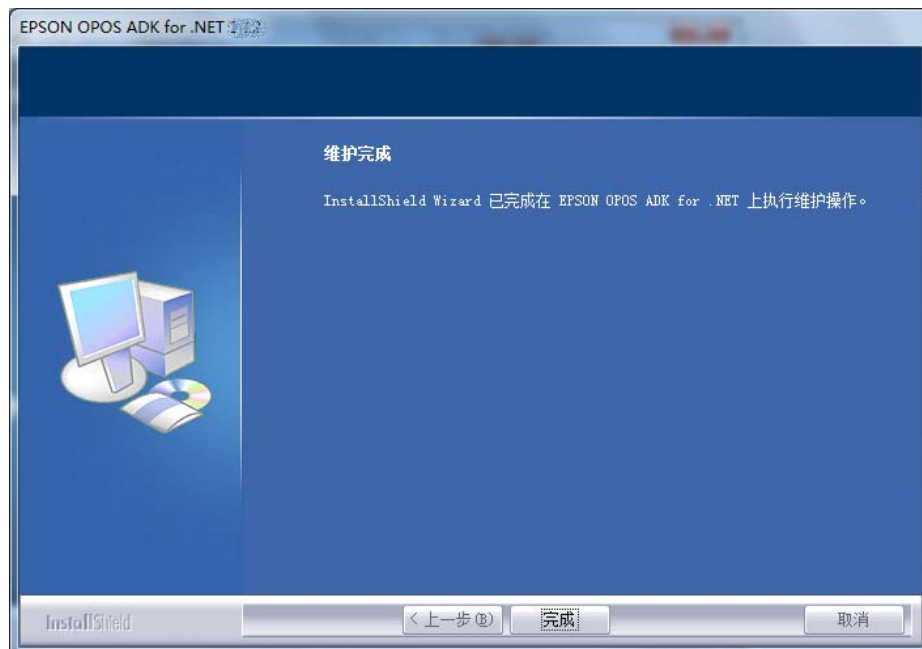 EPSON OPOS ADK for .NET
维护完成
InstallShield Wizard 已完成在 EPSON OPOS ADK for .NET 上执行维护操作。
InstallShield
< 上一步(B)
完成
取消